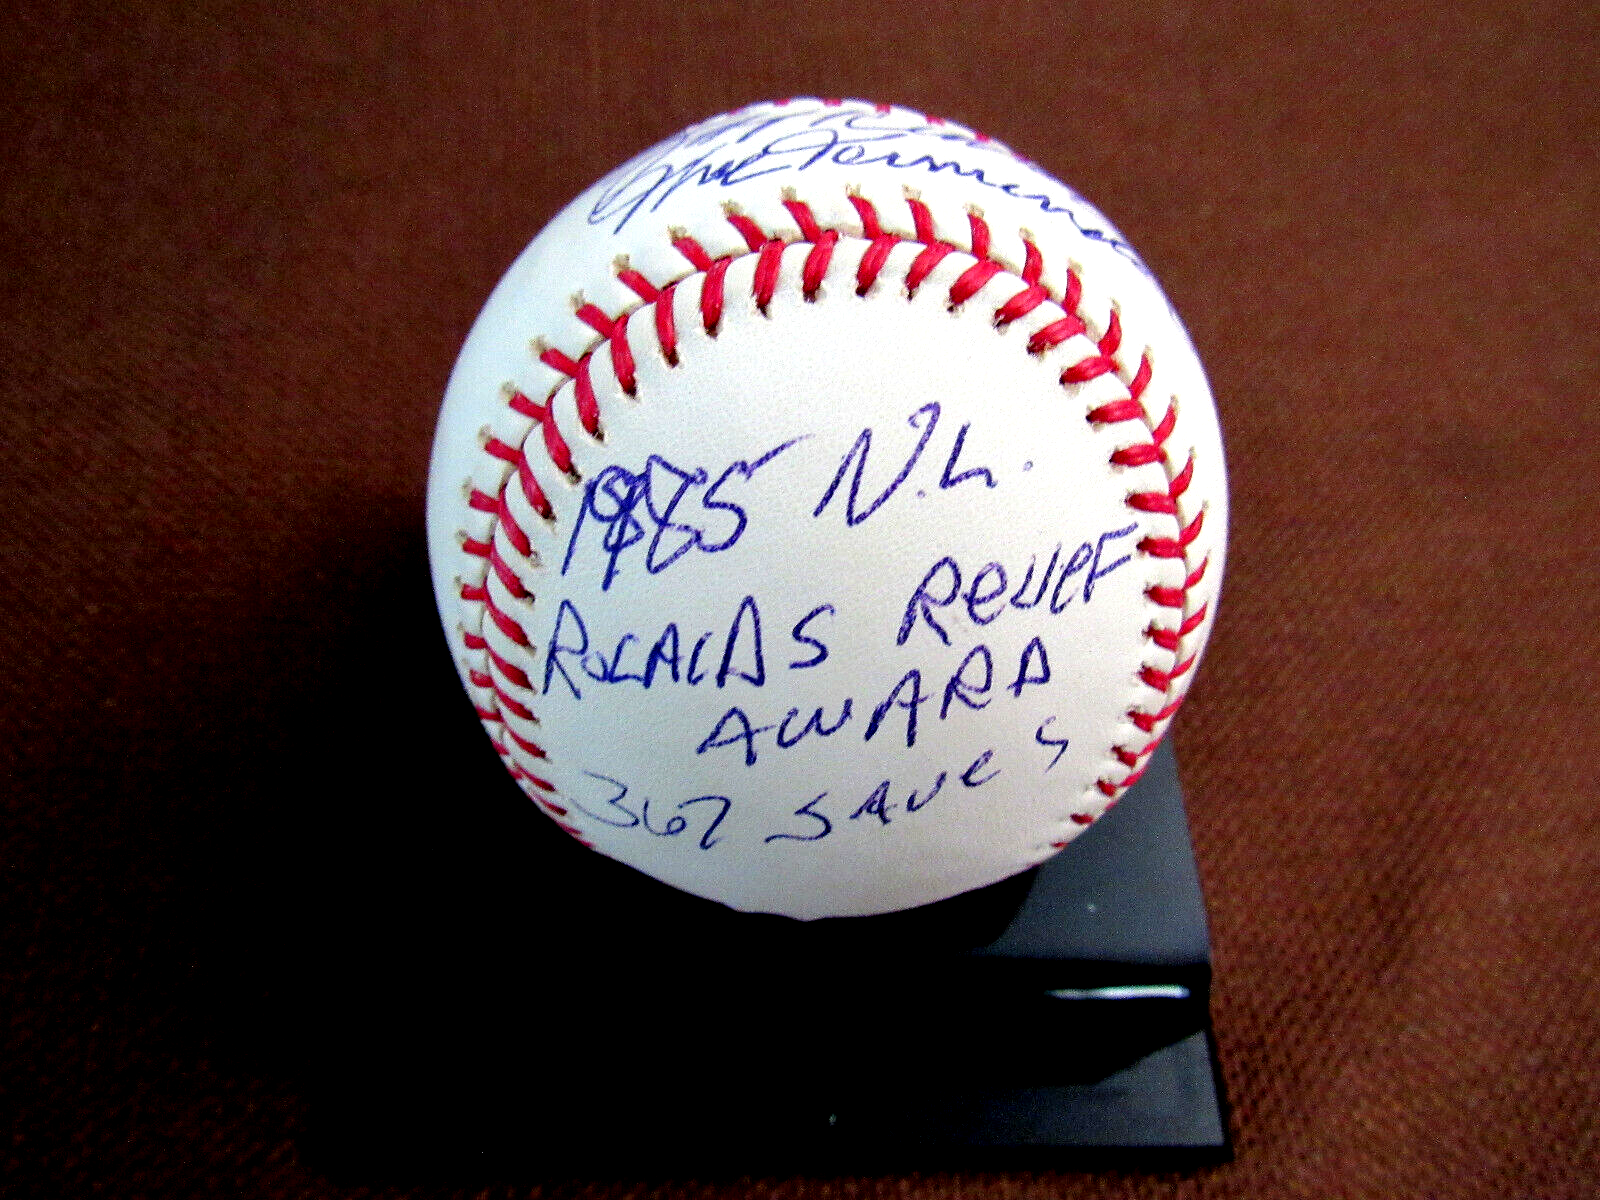 1985 N.L.
ROLAIDS RELIEF
AWARD
367 SAVES